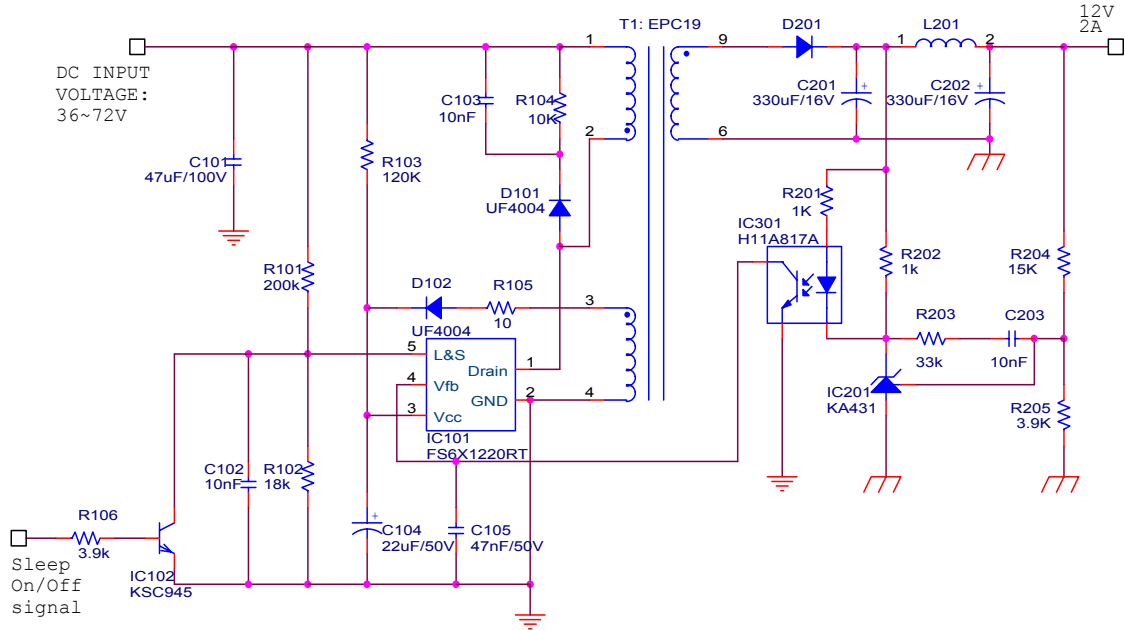 12V
2A
T1: EPC19
D201
L201
1
9
1
2
DC INPUT
VOLTAGE:
36~72V
C103
10nF
R104
10K
C201
330uF/16V
C202
330uF/16V
2
6
C101
47uF/100V
R103
120K
D101
UF4004
R201
1K
IC301
H11A817A
R101
200k
R202
1k
R204
15K
D102
UF4004
R105
10
3
R203
33k
C203
10nF
5
L&S
4
Vfb
3
Vcc
Drain
1
GND
2
4
IC101
FS6X1220RT
IC201
KA431
R205
3.9K
C102
10nF
R102
18k
R106
3.9k
C104
22uF/50V
C105
47nF/50V
Sleep
On/Off
signal
IC102
KSC945